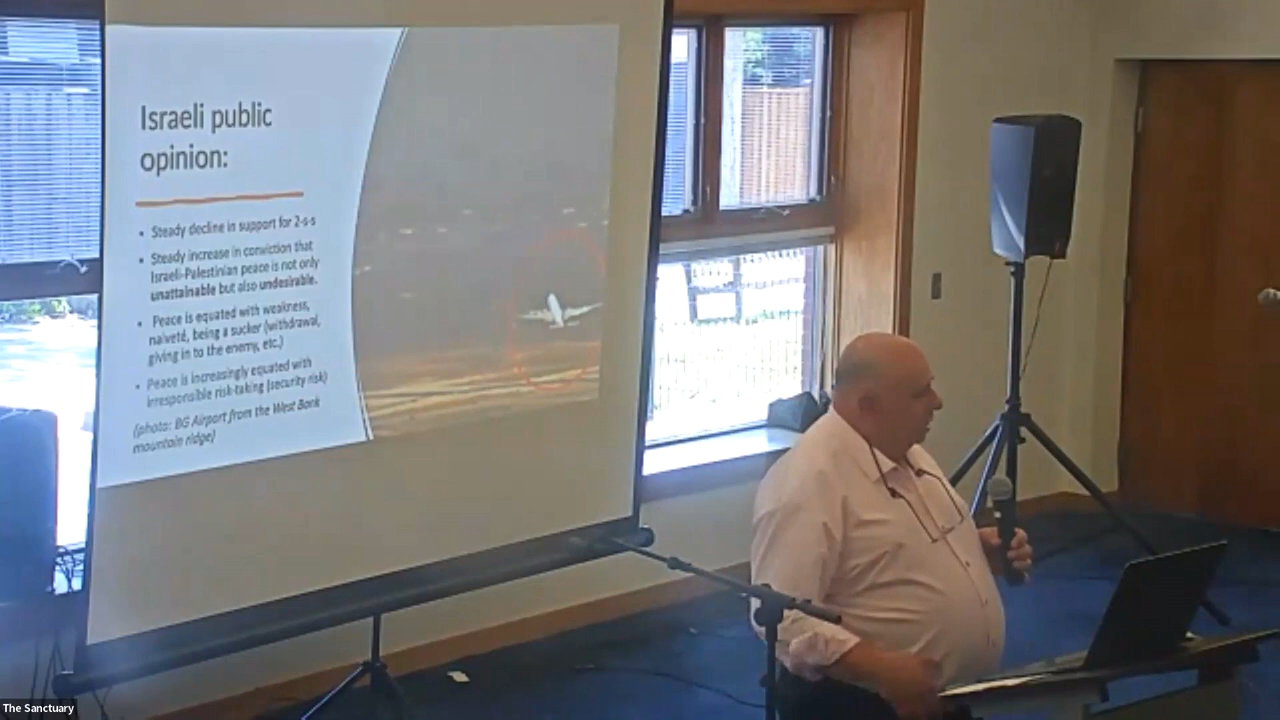 Israeli public
opinion:
• Steady decline in support for 2-s-s
• Steady increase in conviction that
Israeli-Palestinian peace is not only
unattainable but also undesirable.
• Peace is equated with weakness,
naïveté, being a sucker (withdrawal,
giving in to the enemy, etc.)
• Peace is increasingly equated with
irresponsible risk-taking (security risk)
(photo: BG Airport from the West Bank
mountain ridge)
The Sanctuary